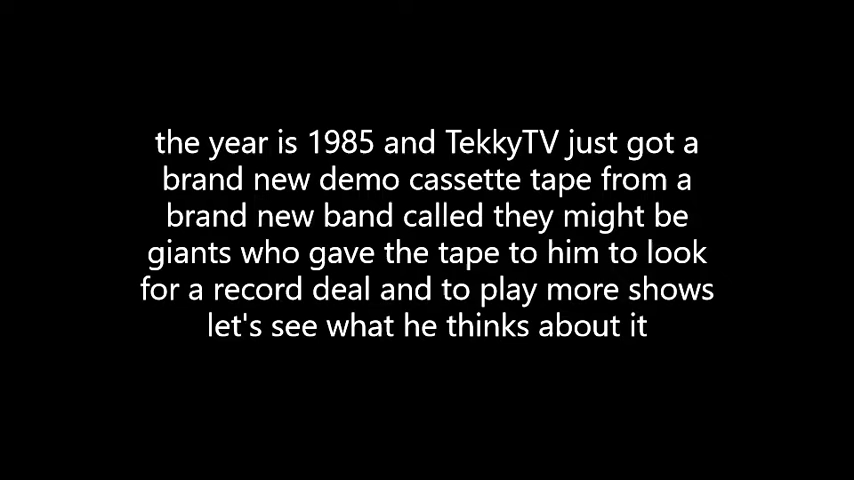 the year is 1985 and TekkyTV just got a
brand new demo cassette tape from a
brand new band called they might be
giants who gave the tape to him to look
for a record deal and to play more shows
let's see what he thinks about it